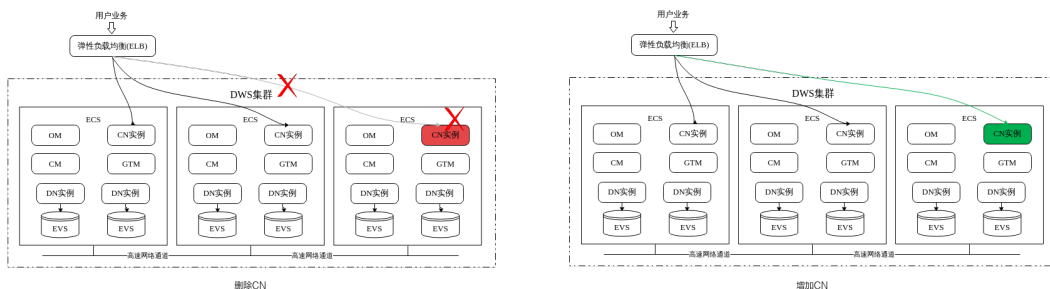 用户业务
弹性负载均衡(ELB)
DWS集群
ECS ECS ECS
OM CN实例 OM CN实例 OM CN实例
CM GTM CM GTM CM GTM
DN实例 DN实例 DN实例 DN实例 DN实例 DN实例
EVS EVS EVS EVS EVS EVS
高速网络通道 高速网络通道
删除CN
用户业务
弹性负载均衡(ELB)
DWS集群
ECS ECS ECS
OM CN实例 OM CN实例 OM CN实例
CM GTM CM GTM CM GTM
DN实例 DN实例 DN实例 DN实例 DN实例 DN实例
EVS EVS EVS EVS EVS EVS
高速网络通道 高速网络通道
增加CN